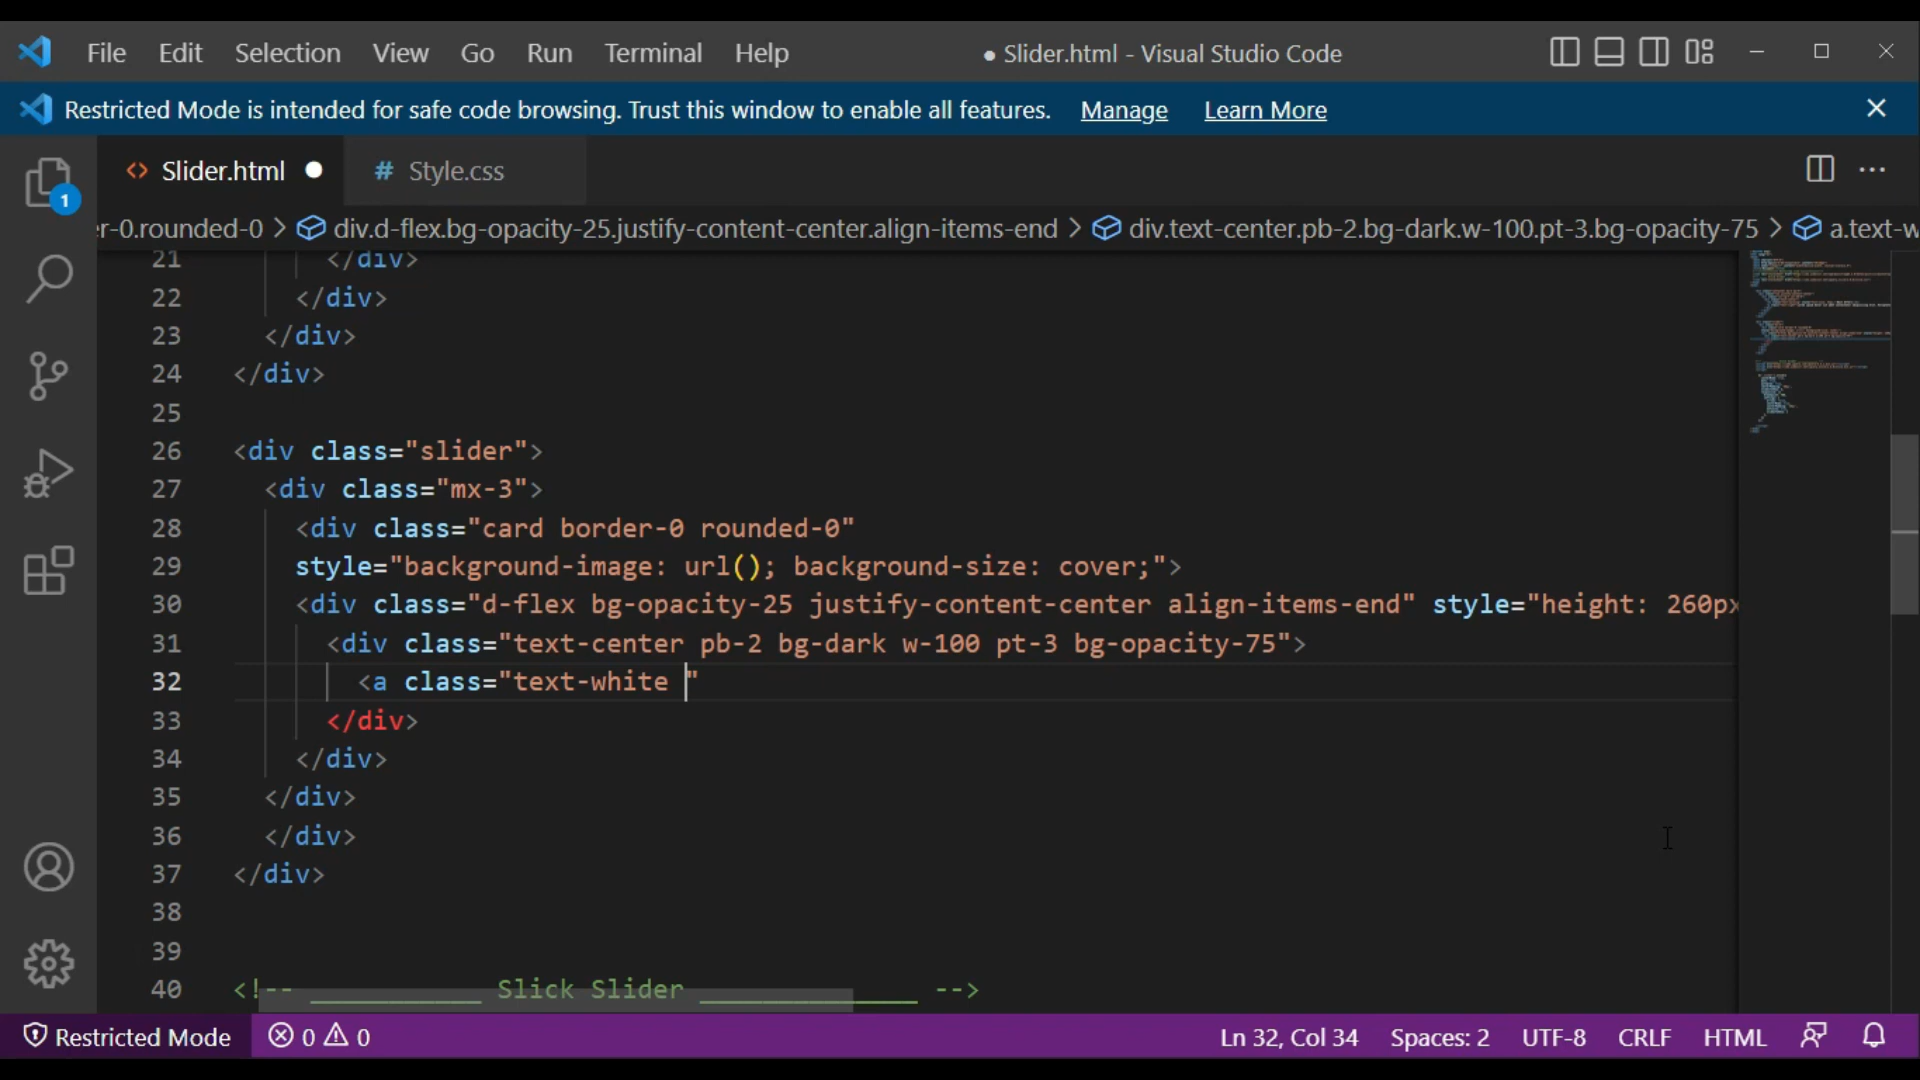 File Edit Selection View Go Run Terminal Help ● Slider.html - Visual Studio Code
Restricted Mode is intended for safe code browsing. Trust this window to enable all features. Manage Learn More
<> Slider.html ● # Style.css
1
r-0.rounded-0 > div.d-flex.bg-opacity-25.justify-content-center.align-items-end > div.text-center.pb-2.bg-dark.w-100.pt-3.bg-opacity-75 > a.text-w
21 </div>
22 </div>
23 </div>
24 </div>
25
26 <div class="slider">
27 <div class="mx-3">
28 <div class="card border-0 rounded-0"
29 style="background-image: url(); background-size: cover;">
30 <div class="d-flex bg-opacity-25 justify-content-center align-items-end" style="height: 260px
31 <div class="text-center pb-2 bg-dark w-100 pt-3 bg-opacity-75">
32 <a class="text-white "
33 </div>
34 </div>
35 </div>
36 </div>
37 </div>
38
39
40 <!-- ___________ Slick Slider ______________ -->
Restricted Mode 0 0 Ln 32, Col 34 Spaces: 2 UTF-8 CRLF HTML